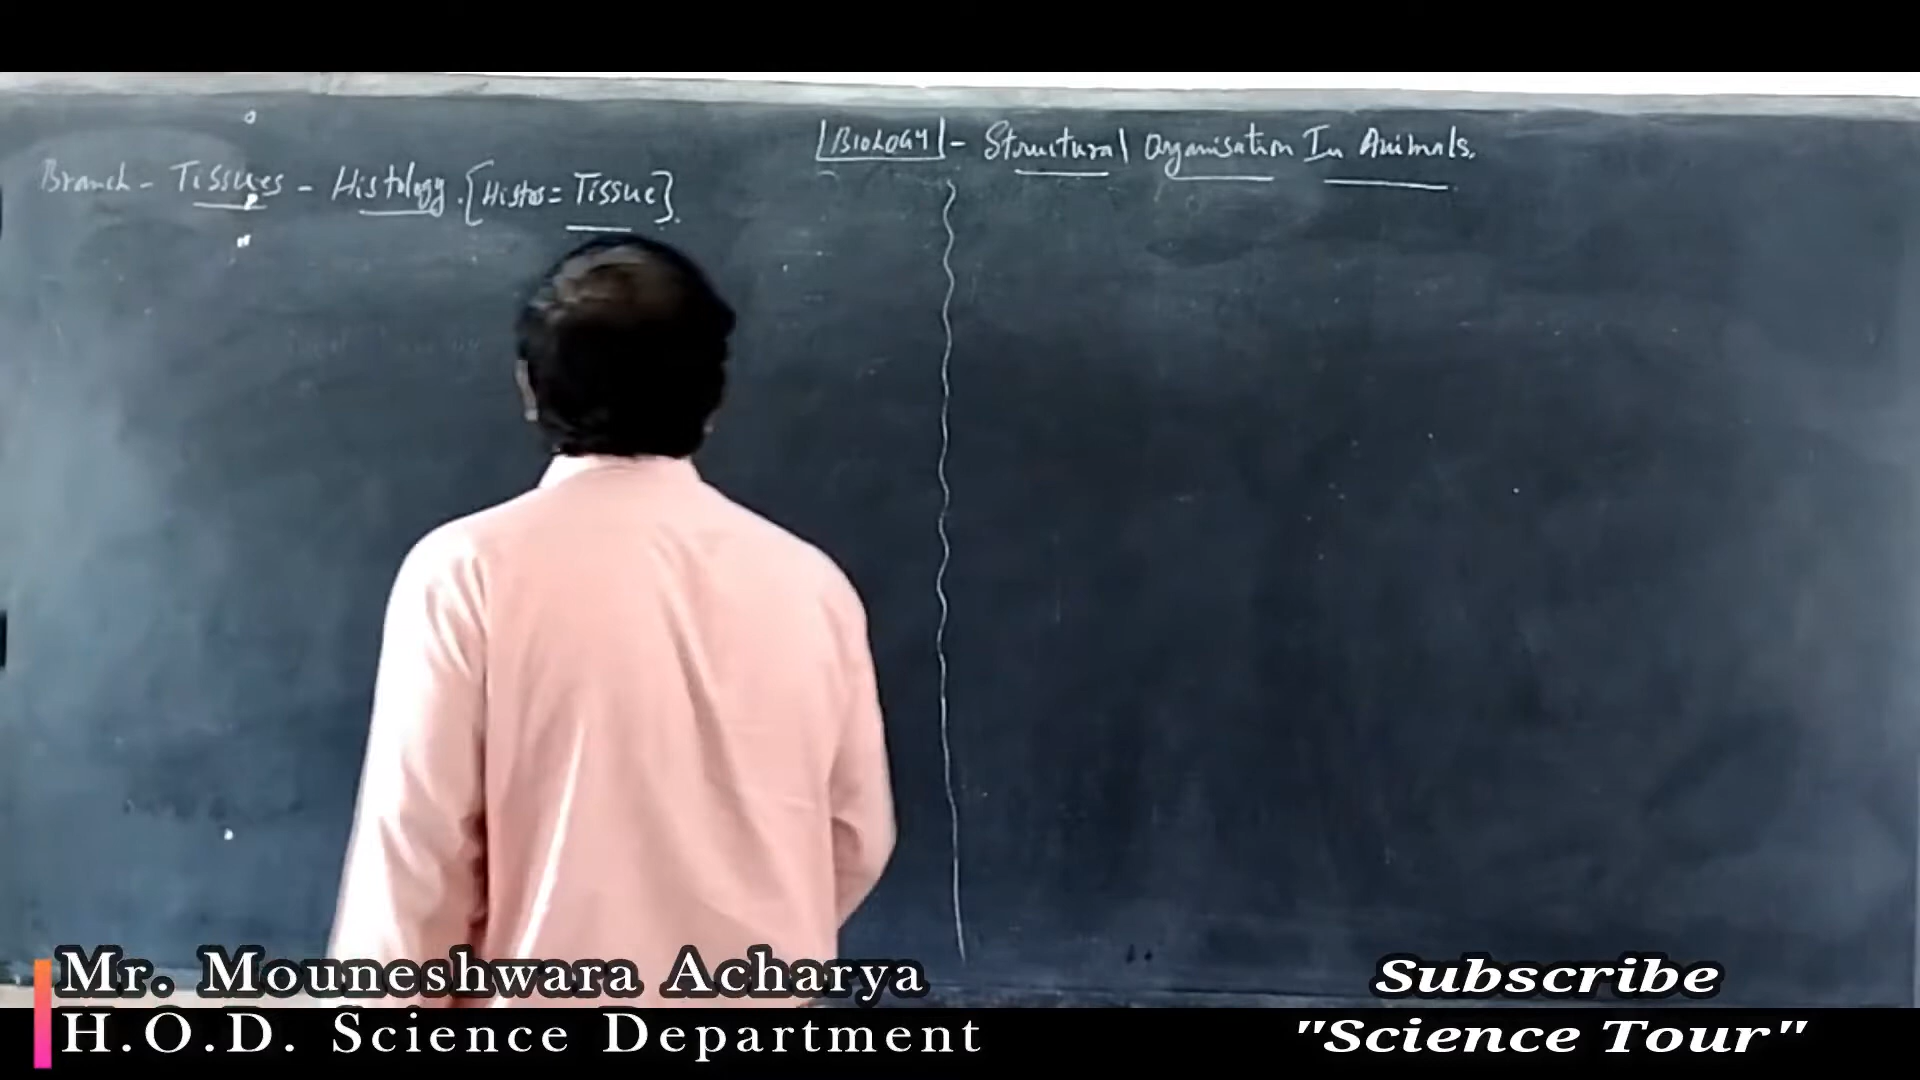 [BIOLOGY] - Structural Organisation In Animals.
Branch - Tissues - Histology. [Histos = Tissue].
Mr. Mouneshwara Acharya
H.O.D. Science Department
Subscribe
"Science Tour"